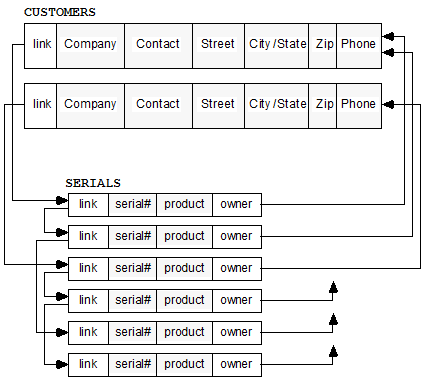 CUSTOMERS
link Company Contact Street City/State Zip Phone
link Company Contact Street City/State Zip Phone
SERIALS
link serial# product owner
link serial# product owner
link serial# product owner
link serial# product owner
link serial# product owner
link serial# product owner